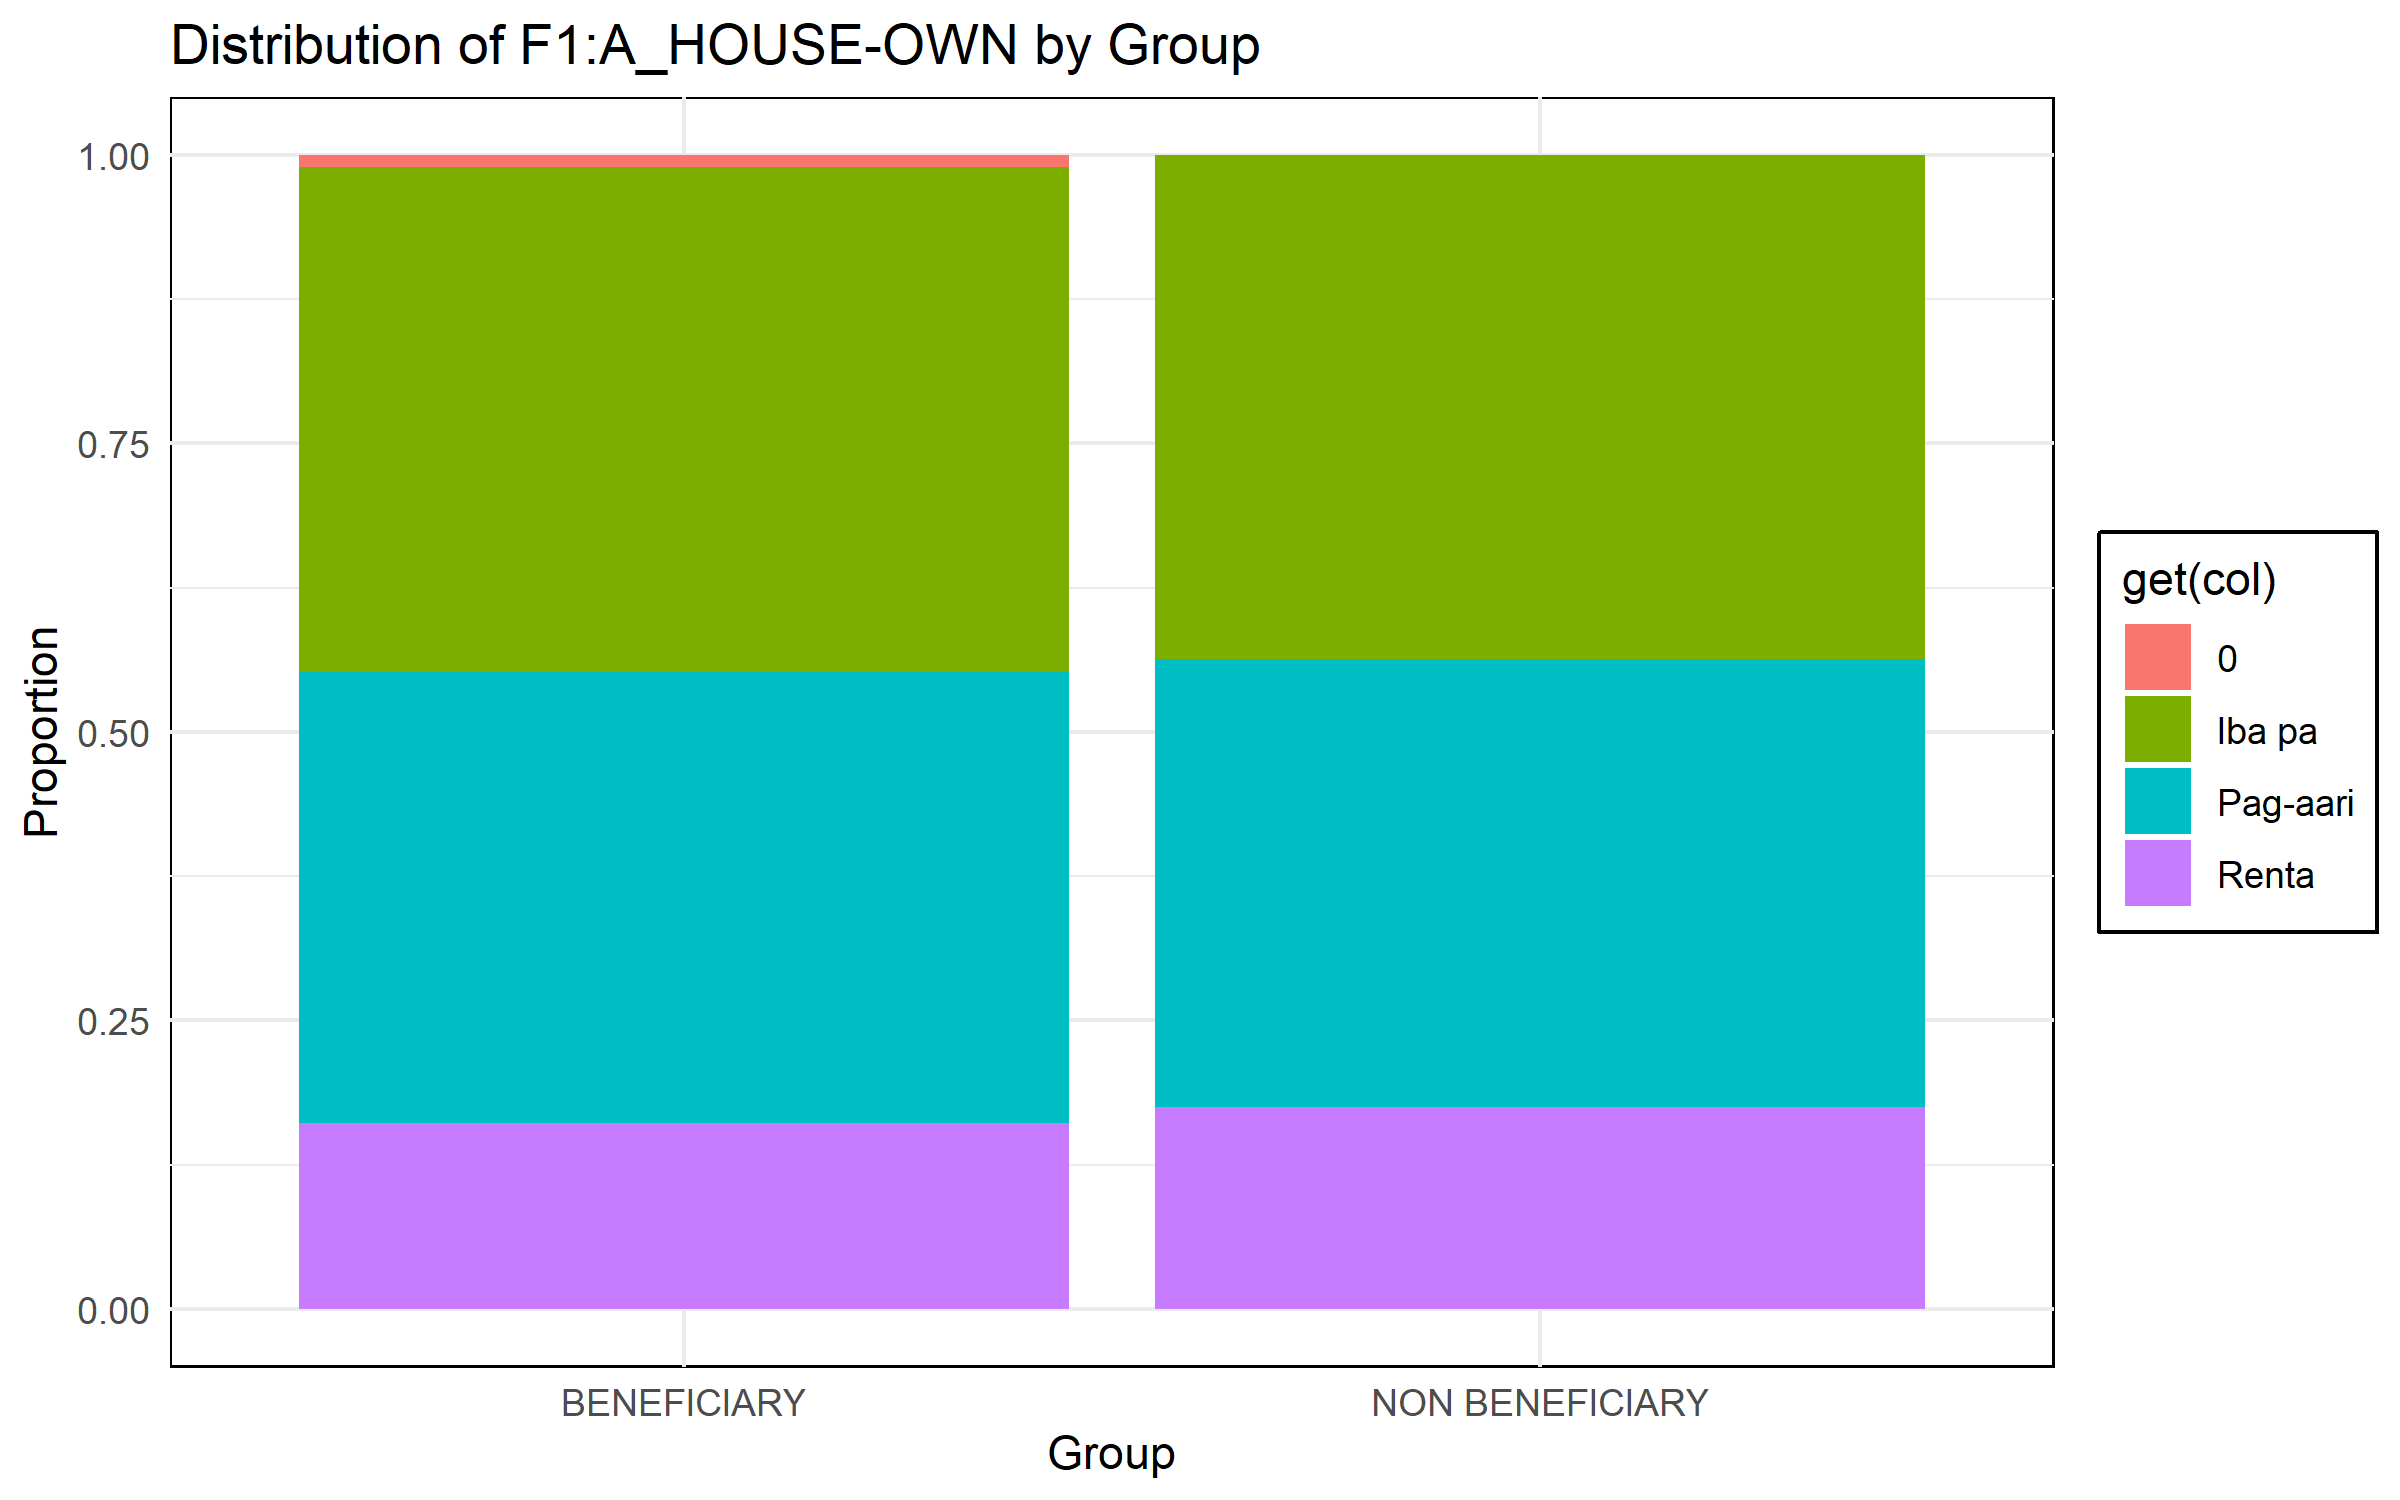 Distribution of F1:A_HOUSE-OWN by Group
1.00
0.75
0.50
0.25
0.00
Proportion
BENEFICIARY
NON BENEFICIARY
Group
get(col)
0
Iba pa
Pag-aari
Renta